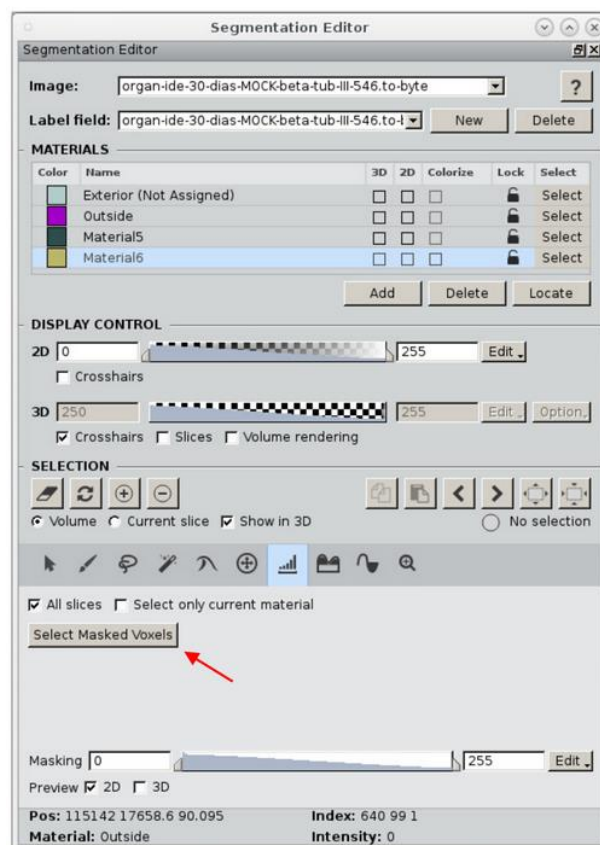 Segmentation Editor
Segmentation Editor
Image: organ-ide-30-dias-MOCK-beta-tub-III-546.to-byte ?
Label field: organ-ide-30-dias-MOCK-beta-tub-III-546.to-l New Delete
MATERIALS
Color Name 3D 2D Colorize Lock Select
Exterior (Not Assigned) Select
Outside Select
Material5 Select
Material6 Select
Add Delete Locate
DISPLAY CONTROL
2D 0 255 Edit
Crosshairs
3D 250 255 Edit Option
Crosshairs Slices Volume rendering
SELECTION
Volume Current slice Show in 3D No selection
All slices Select only current material
Select Masked Voxels
Masking 0 255 Edit
Preview 2D 3D
Pos: 115142 17658.6 90.095 Index: 640 99 1
Material: Outside Intensity: 0